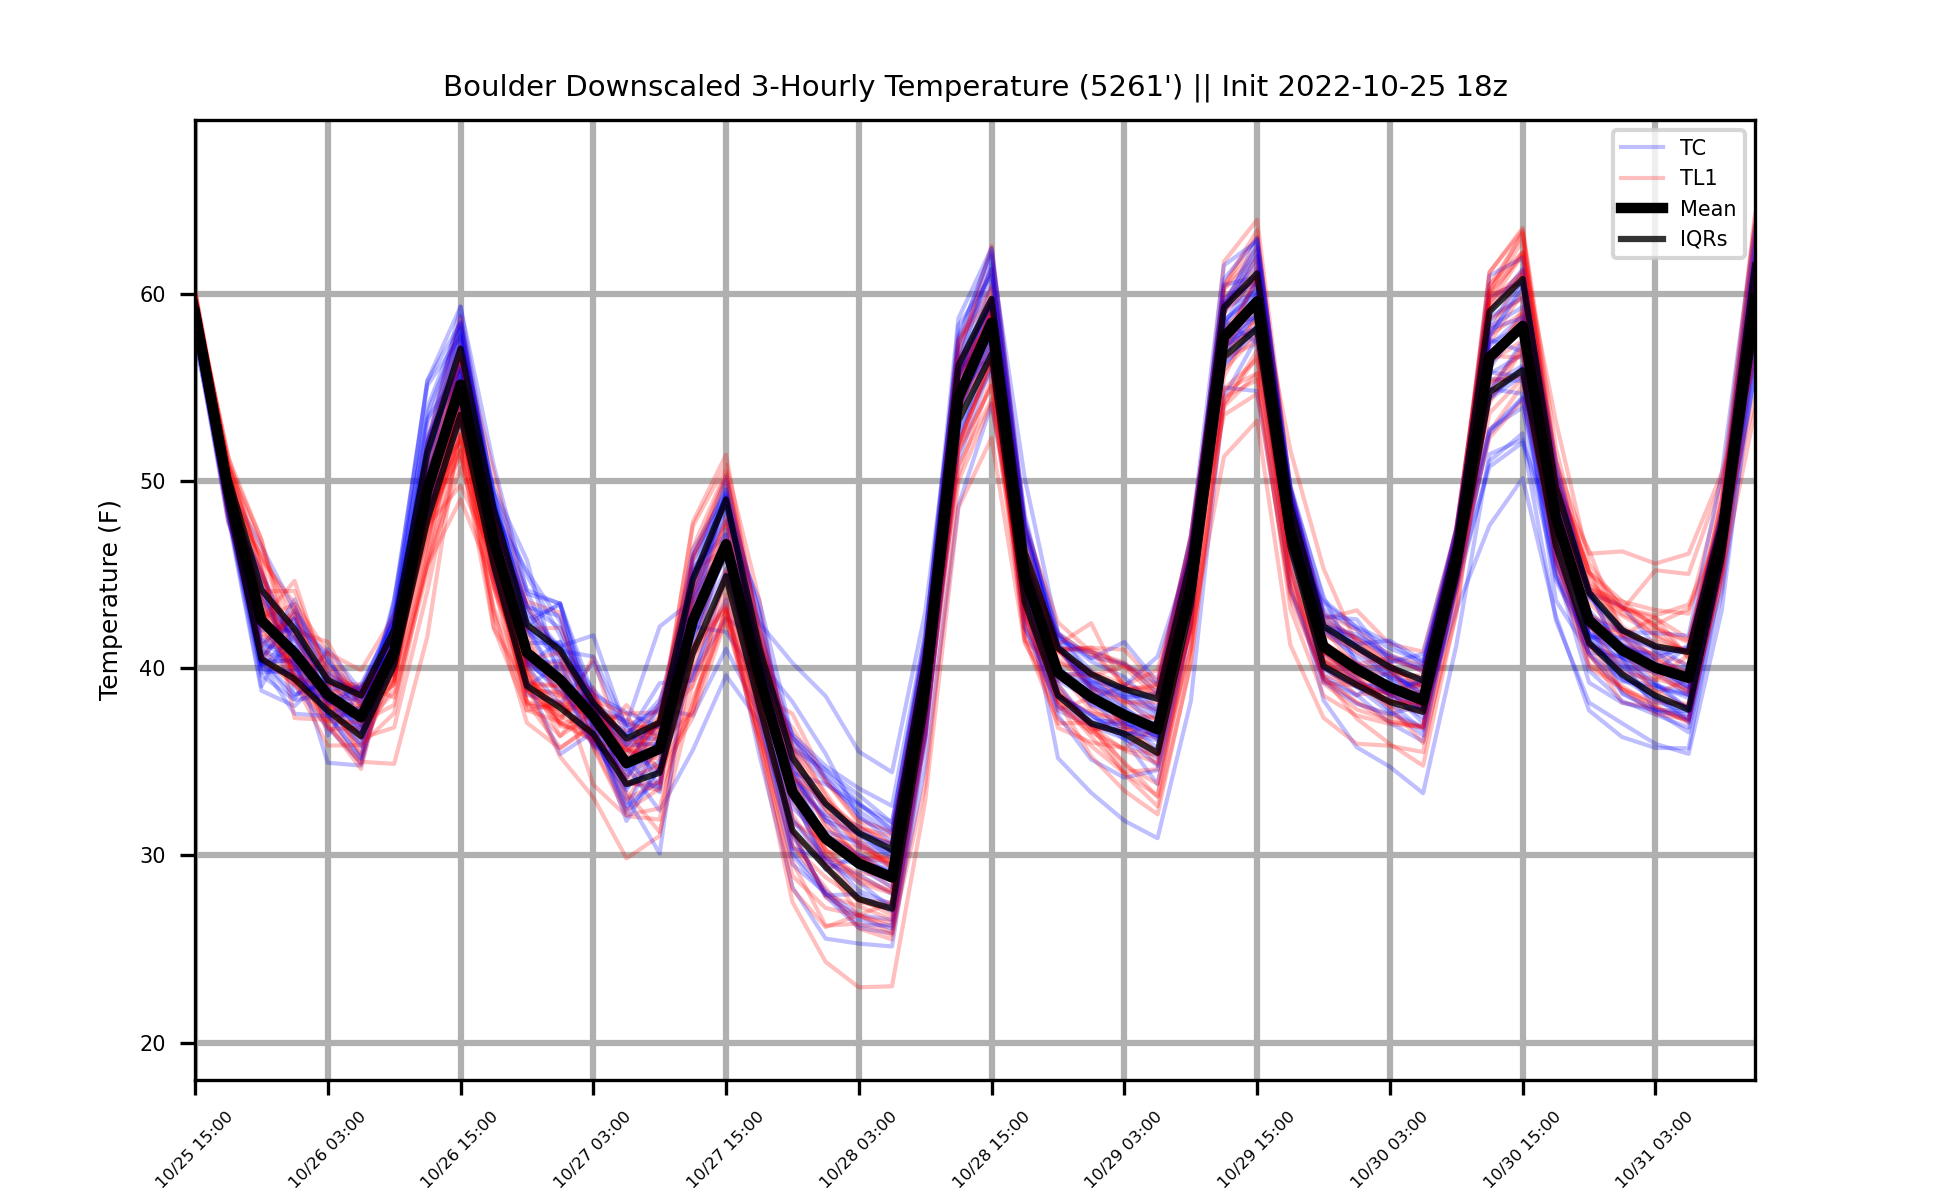 Boulder Downscaled 3-Hourly Temperature (5261') || Init 2022-10-25 18z
TC
TL1
Mean
IQRs
Temperature (F)
60
50
40
30
20
10/25 15:00
10/26 03:00
10/26 15:00
10/27 03:00
10/27 15:00
10/28 03:00
10/28 15:00
10/29 03:00
10/29 15:00
10/30 03:00
10/30 15:00
10/31 03:00